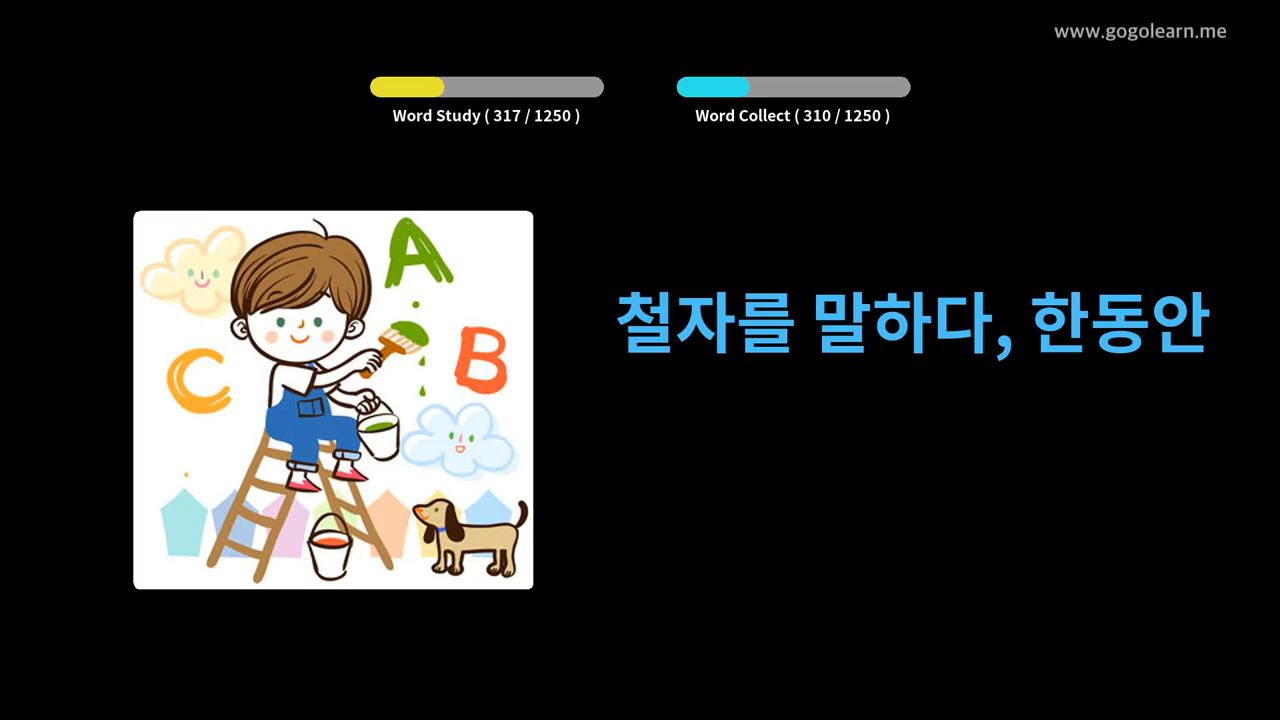 www.gogolearn.me
Word Study ( 317 / 1250 )
Word Collect ( 310 / 1250 )
A
B
C
철자를 말하다, 한동안